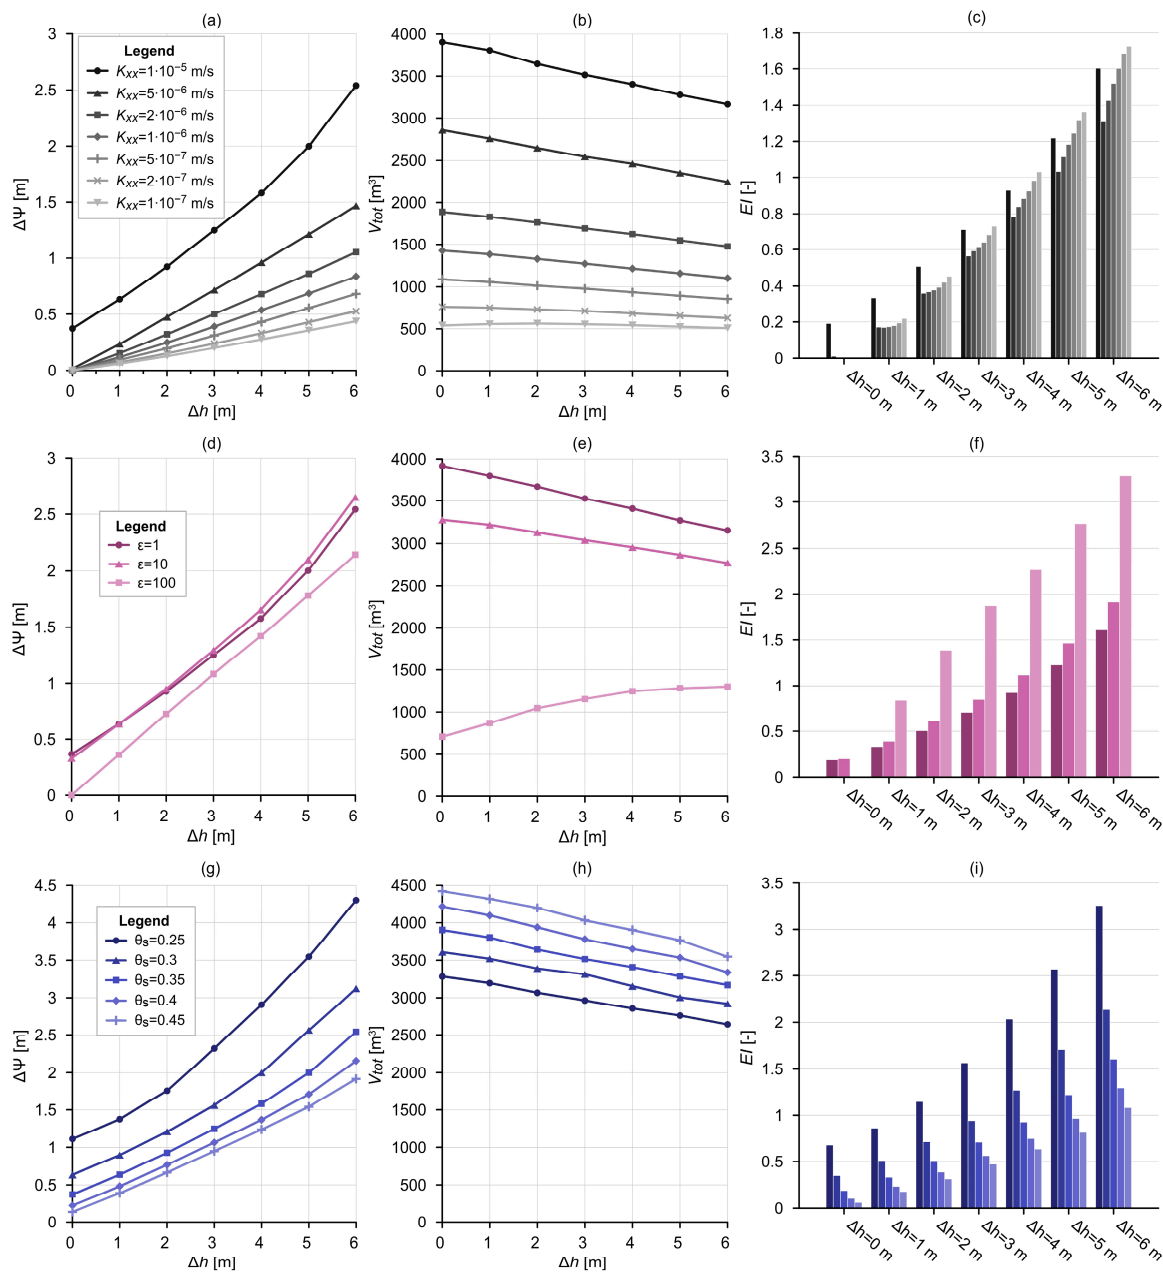 (a)
3
2.5
2
1.5
1
0.5
0
ΔΨ [m]
Legend
Kxx=1·10⁻⁵ m/s
Kxx=5·10⁻⁶ m/s
Kxx=2·10⁻⁶ m/s
Kxx=1·10⁻⁶ m/s
Kxx=5·10⁻⁷ m/s
Kxx=2·10⁻⁷ m/s
Kxx=1·10⁻⁷ m/s
0 1 2 3 4 5 6
Δh [m]
(b)
4000
3500
3000
2500
2000
1500
1000
500
0
Vtot [m³]
0 1 2 3 4 5 6
Δh [m]
(c)
1.8
1.6
1.4
1.2
1
0.8
0.6
0.4
0.2
0
EI [-]
Δh=0 m
Δh=1 m
Δh=2 m
Δh=3 m
Δh=4 m
Δh=5 m
Δh=6 m
(d)
3
2.5
2
1.5
1
0.5
0
ΔΨ [m]
Legend
ε=1
ε=10
ε=100
0 1 2 3 4 5 6
Δh [m]
(e)
4000
3500
3000
2500
2000
1500
1000
500
0
Vtot [m³]
0 1 2 3 4 5 6
Δh [m]
(f)
3.5
3
2.5
2
1.5
1
0.5
0
EI [-]
Δh=0 m
Δh=1 m
Δh=2 m
Δh=3 m
Δh=4 m
Δh=5 m
Δh=6 m
(g)
4.5
4
3.5
3
2.5
2
1.5
1
0.5
0
ΔΨ [m]
Legend
θs=0.25
θs=0.3
θs=0.35
θs=0.4
θs=0.45
0 1 2 3 4 5 6
Δh [m]
(h)
4500
4000
3500
3000
2500
2000
1500
1000
500
0
Vtot [m³]
0 1 2 3 4 5 6
Δh [m]
(i)
3.5
3
2.5
2
1.5
1
0.5
0
EI [-]
Δh=0 m
Δh=1 m
Δh=2 m
Δh=3 m
Δh=4 m
Δh=5 m
Δh=6 m